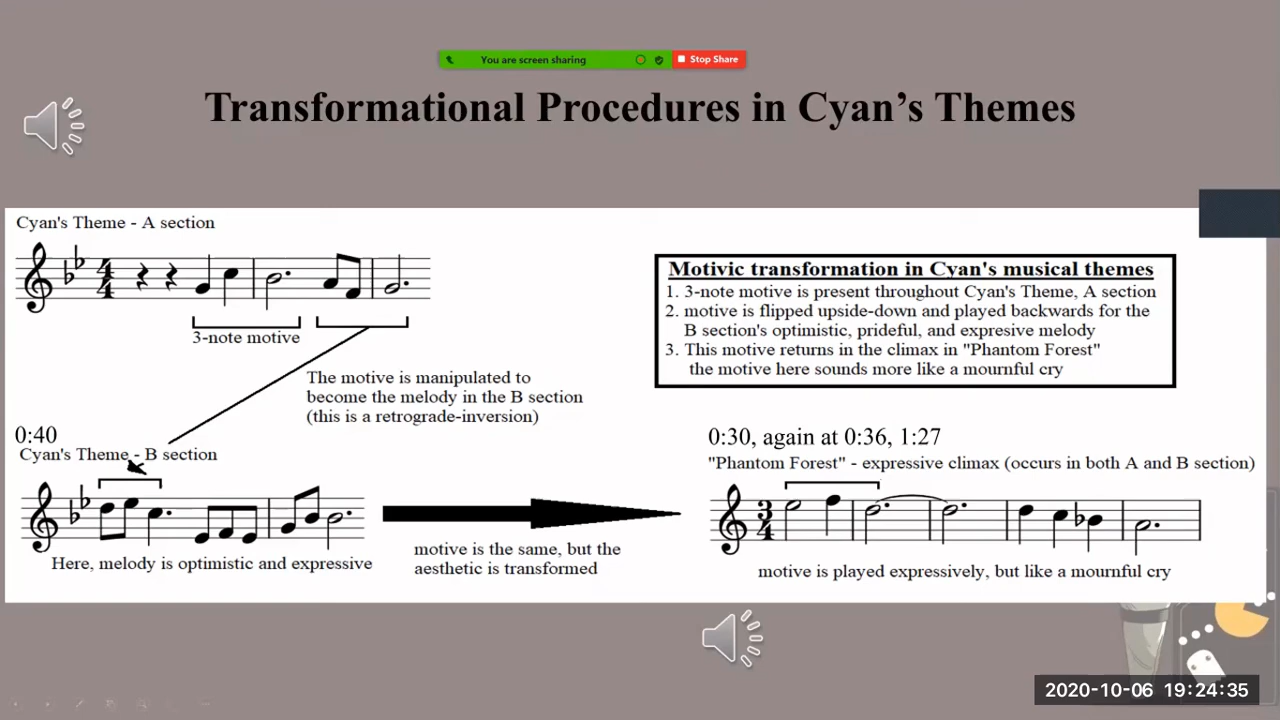 You are screen sharing
Stop Share
Transformational Procedures in Cyan’s Themes
Cyan's Theme - A section
3-note motive
Motivic transformation in Cyan's musical themes
1. 3-note motive is present throughout Cyan's Theme, A section
2. motive is flipped upside-down and played backwards for the
B section's optimistic, prideful, and expresive melody
3. This motive returns in the climax in "Phantom Forest"
the motive here sounds more like a mournful cry
The motive is manipulated to
become the melody in the B section
(this is a retrograde-inversion)
0:40
Cyan's Theme - B section
Here, melody is optimistic and expressive
motive is the same, but the
aesthetic is transformed
0:30, again at 0:36, 1:27
"Phantom Forest" - expressive climax (occurs in both A and B section)
motive is played expressively, but like a mournful cry
2020-10-06 19:24:35